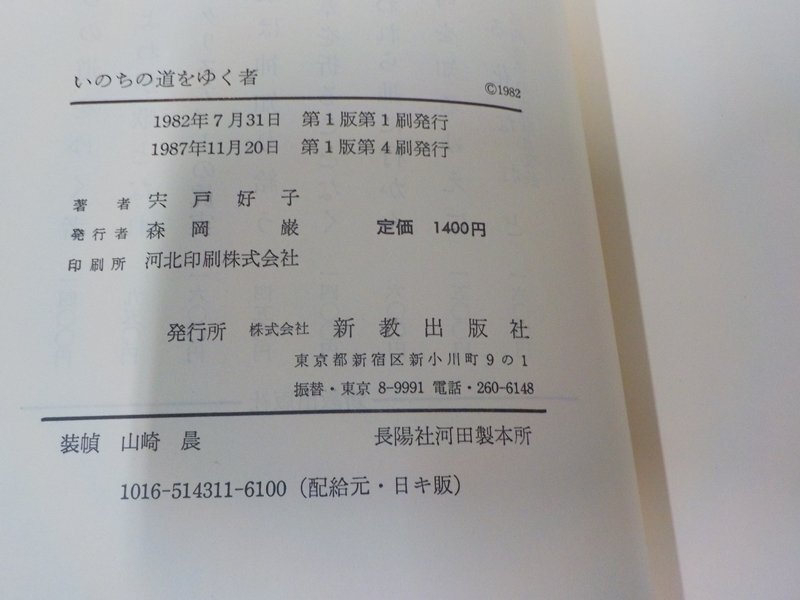 いのちの道をゆく者
©1982
1982年7月31日 第1版第1刷発行
1987年11月20日 第1版第4刷発行
著者 宍戸好子
発行者 森岡巌 定価 1400円
印刷所 河北印刷株式会社
発行所 株式会社 新教出版社
東京都新宿区新小川町9の1
振替・東京 8-9991 電話・260-6148
装幀 山崎晨 長陽社河田製本所
1016-514311-6100(配給元・日キ販)